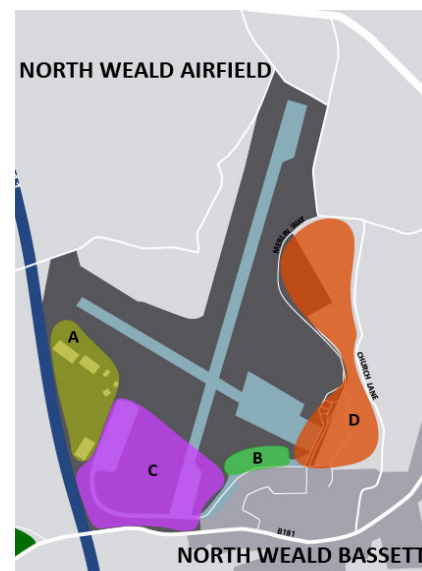 NORTH WEALD AIRFIELD
MERLIN WAY
A
CHURCH LANE
D
B
C
B181
NORTH WEALD BASSETT